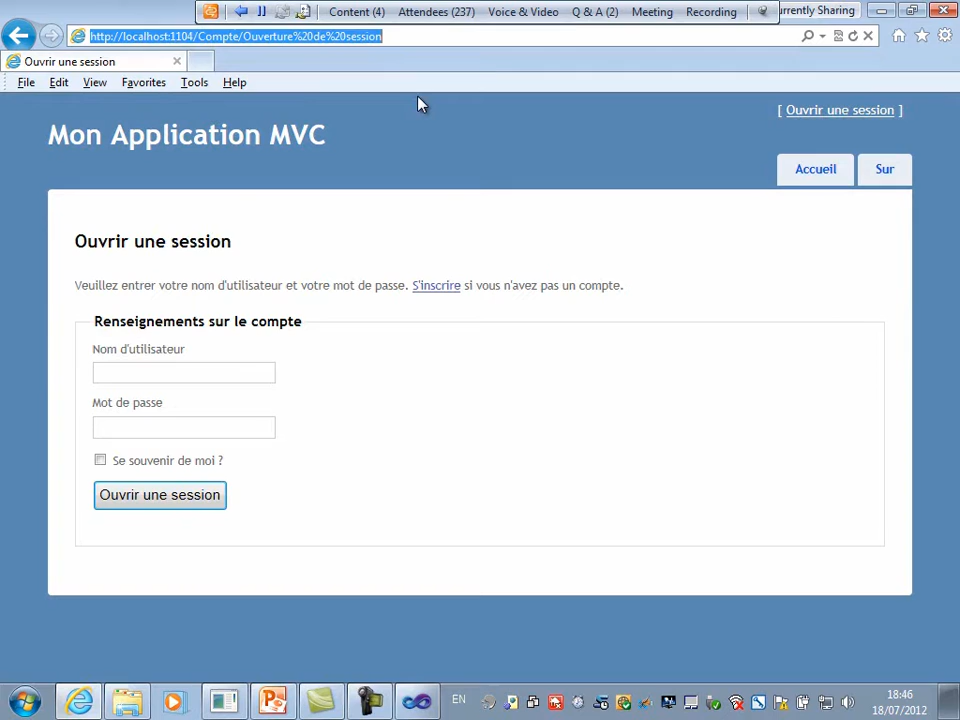 Content (4) Attendees (237) Voice & Video Q & A (2) Meeting Recording urrently Sharing
http://localhost:1104/Compte/Ouverture%20de%20session
Ouvrir une session
File Edit View Favorites Tools Help
[ Ouvrir une session ]
Mon Application MVC
Accueil Sur
Ouvrir une session
Veuillez entrer votre nom d'utilisateur et votre mot de passe. S'inscrire si vous n'avez pas un compte.
Renseignements sur le compte
Nom d'utilisateur
Mot de passe
Se souvenir de moi ?
Ouvrir une session
EN
18:46
18/07/2012